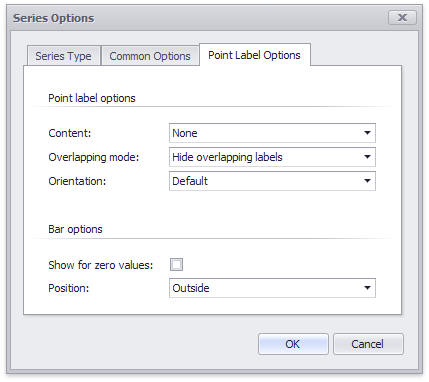 Series Options
Series Type Common Options Point Label Options
Point label options
Content: None
Overlapping mode: Hide overlapping labels
Orientation: Default
Bar options
Show for zero values:
Position: Outside
OK Cancel